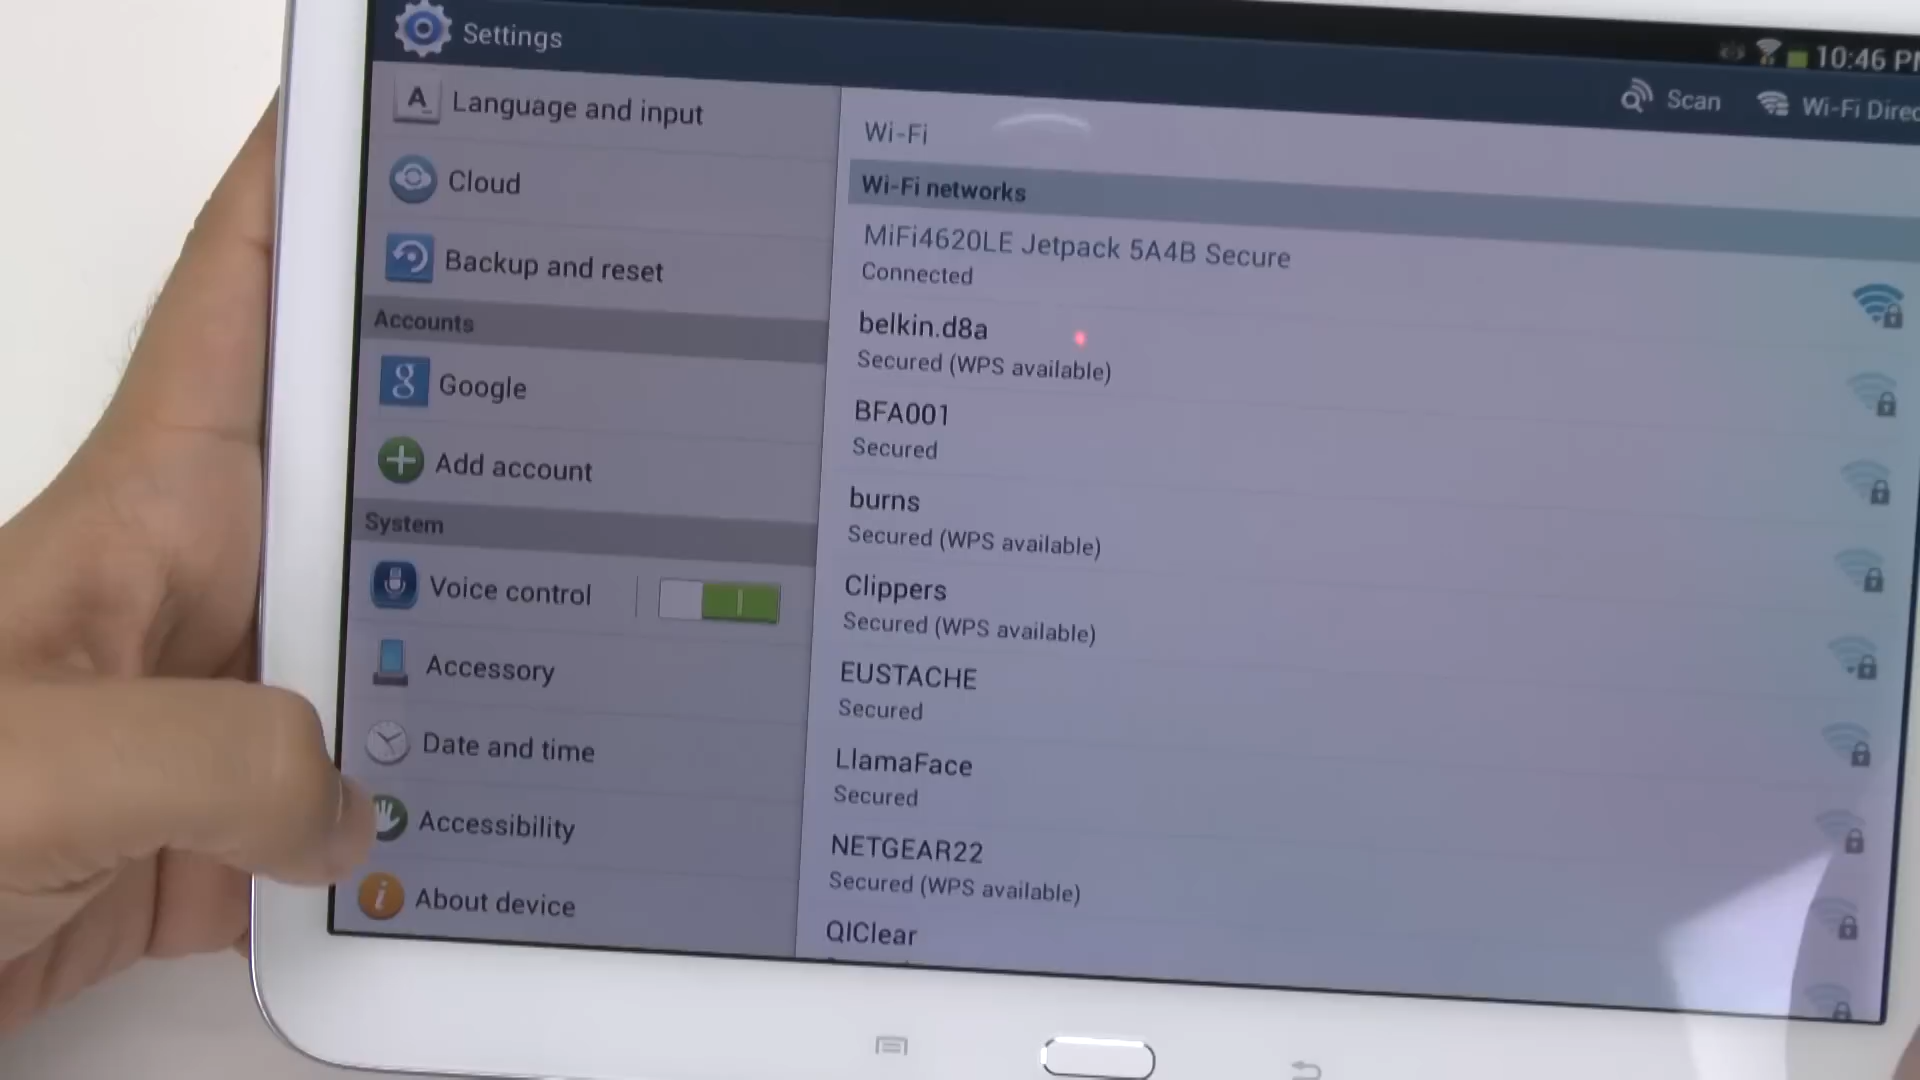 Settings
10:46 PM
Scan
Wi-Fi Direc
A
Language and input
Cloud
Backup and reset
Accounts
g
Google
Add account
System
Voice control
Accessory
Date and time
Accessibility
i
About device
Wi-Fi
Wi-Fi networks
MiFi4620LE Jetpack 5A4B Secure
Connected
belkin.d8a
Secured (WPS available)
BFA001
Secured
burns
Secured (WPS available)
Clippers
Secured (WPS available)
EUSTACHE
Secured
LlamaFace
Secured
NETGEAR22
Secured (WPS available)
QIClear